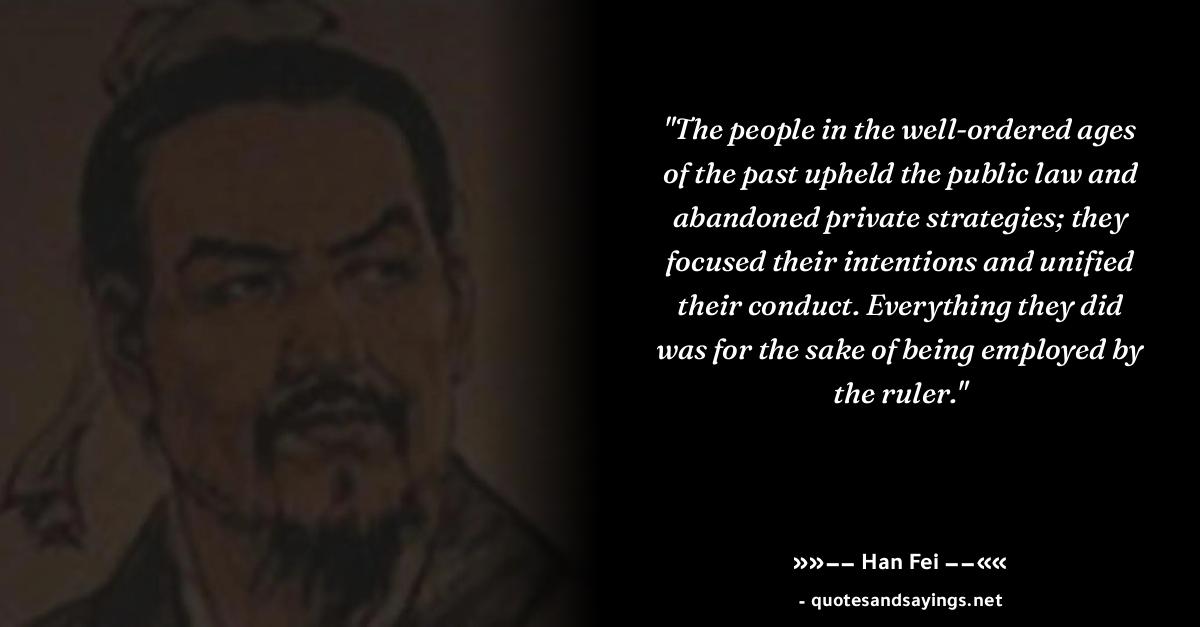 "The people in the well-ordered ages
of the past upheld the public law and
abandoned private strategies; they
focused their intentions and unified
their conduct. Everything they did
was for the sake of being employed by
the ruler."
»»−− Han Fei −−««
- quotesandsayings.net